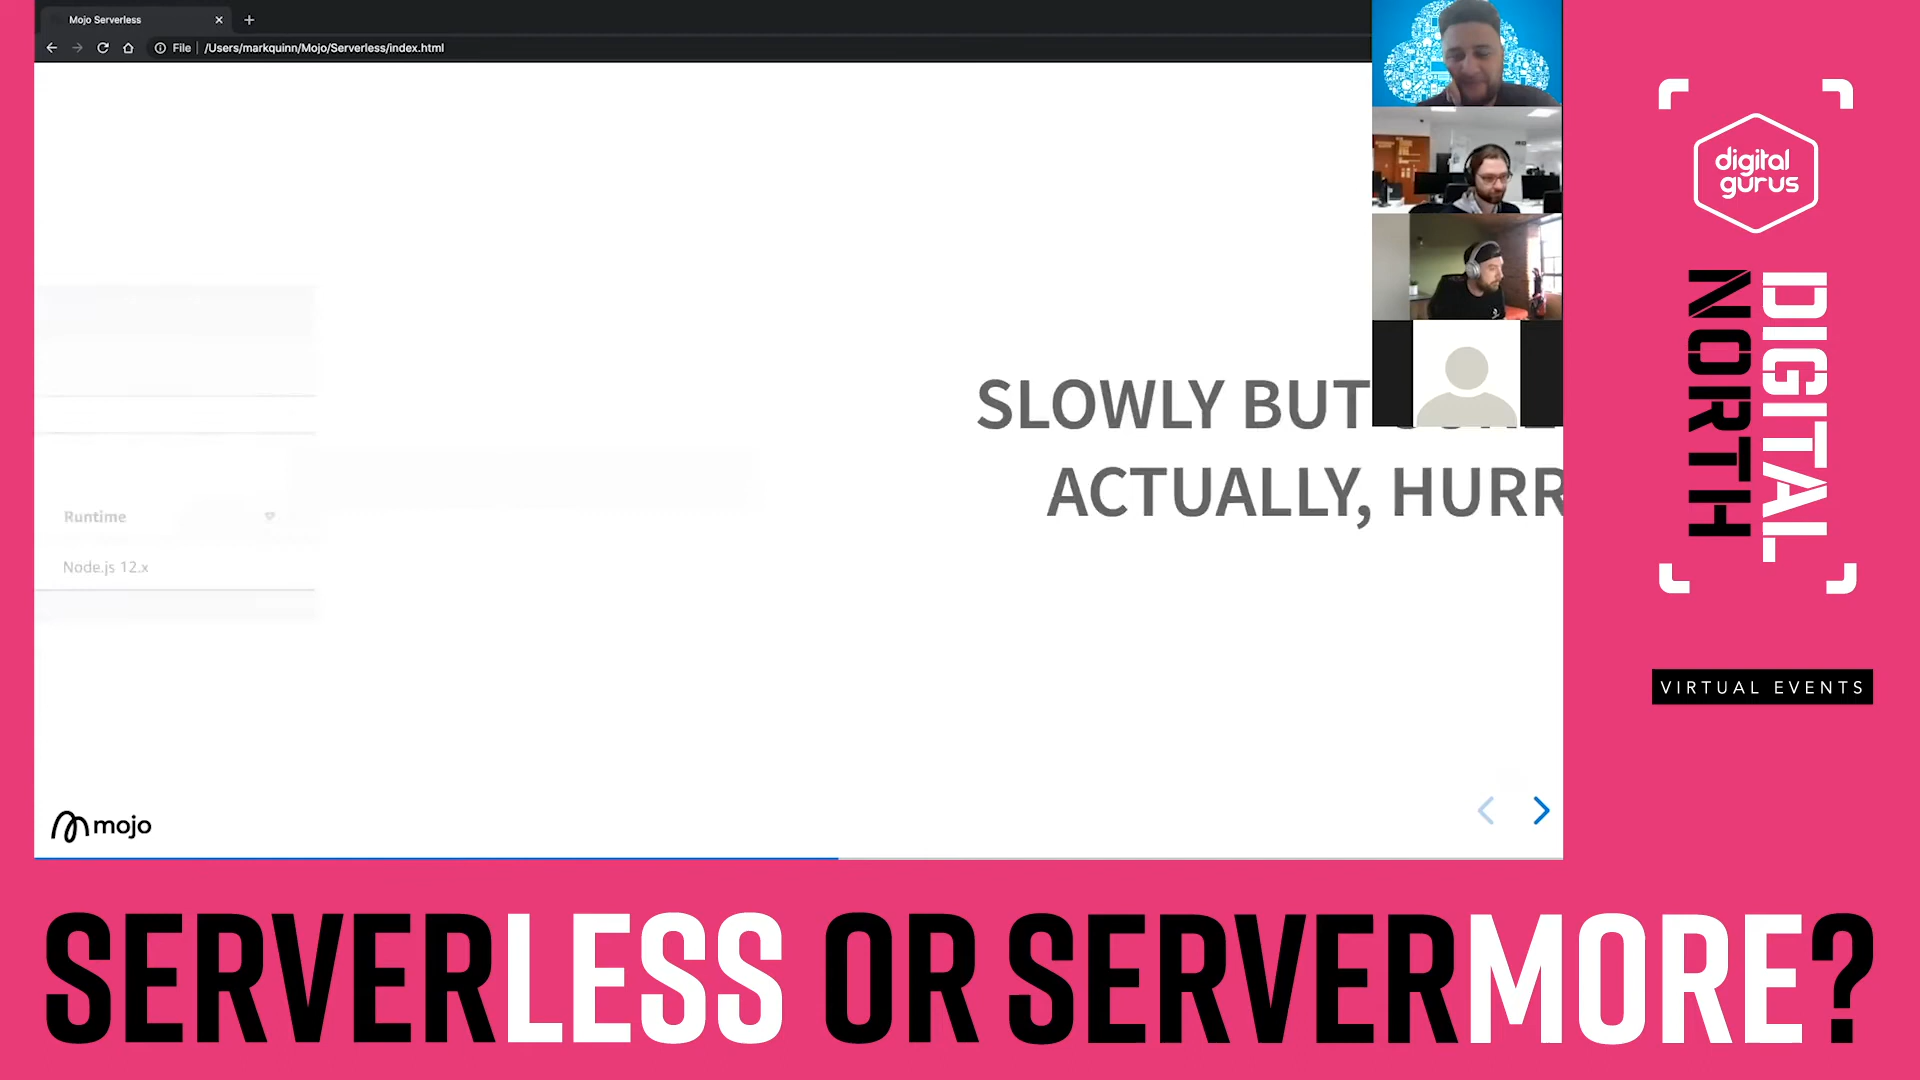 Mojo Serverless
File
/Users/markquinn/Mojo/Serverless/index.html
SLOWLY BUT
ACTUALLY, HURR
Runtime
Node.js 12.x
mojo
digital
gurus
DIGITAL
NORTH
VIRTUAL EVENTS
SERVERLESS OR SERVERMORE?